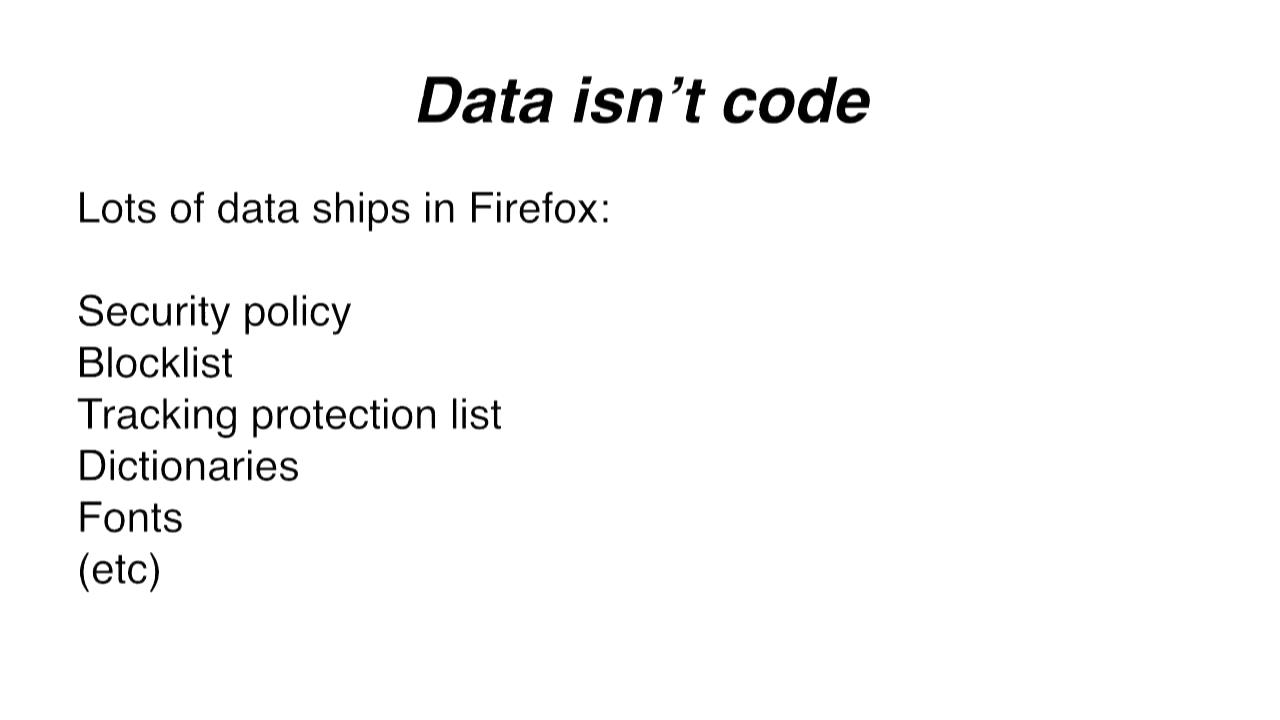 Data isn’t code
Lots of data ships in Firefox:
Security policy
Blocklist
Tracking protection list
Dictionaries
Fonts
(etc)